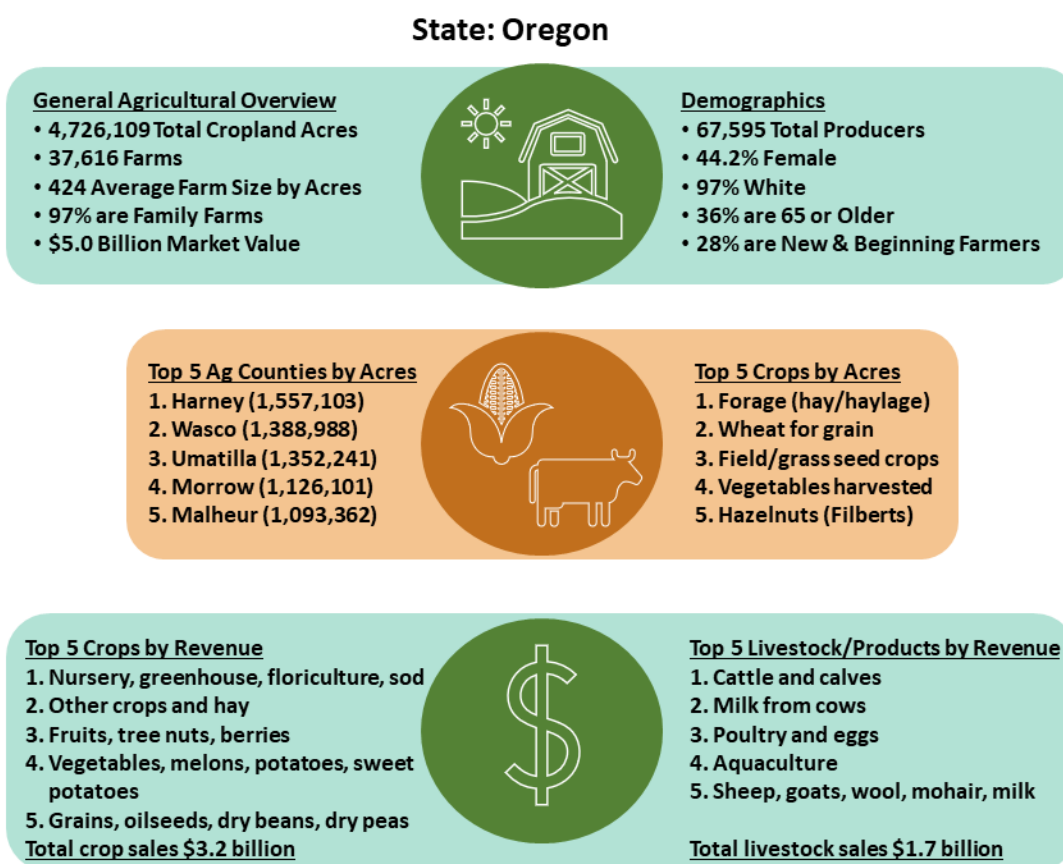 State: Oregon
General Agricultural Overview
• 4,726,109 Total Cropland Acres
• 37,616 Farms
• 424 Average Farm Size by Acres
• 97% are Family Farms
• $5.0 Billion Market Value
Demographics
• 67,595 Total Producers
• 44.2% Female
• 97% White
• 36% are 65 or Older
• 28% are New & Beginning Farmers
Top 5 Ag Counties by Acres
1. Harney (1,557,103)
2. Wasco (1,388,988)
3. Umatilla (1,352,241)
4. Morrow (1,126,101)
5. Malheur (1,093,362)
Top 5 Crops by Acres
1. Forage (hay/haylage)
2. Wheat for grain
3. Field/grass seed crops
4. Vegetables harvested
5. Hazelnuts (Filberts)
Top 5 Crops by Revenue
1. Nursery, greenhouse, floriculture, sod
2. Other crops and hay
3. Fruits, tree nuts, berries
4. Vegetables, melons, potatoes, sweet
potatoes
5. Grains, oilseeds, dry beans, dry peas
Total crop sales $3.2 billion
Top 5 Livestock/Products by Revenue
1. Cattle and calves
2. Milk from cows
3. Poultry and eggs
4. Aquaculture
5. Sheep, goats, wool, mohair, milk
Total livestock sales $1.7 billion